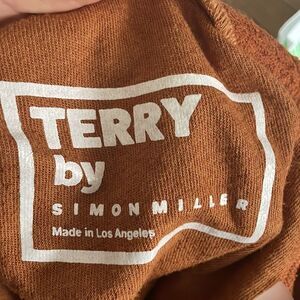 TERRY
by
SIMON MILLER
Made in Los Angeles